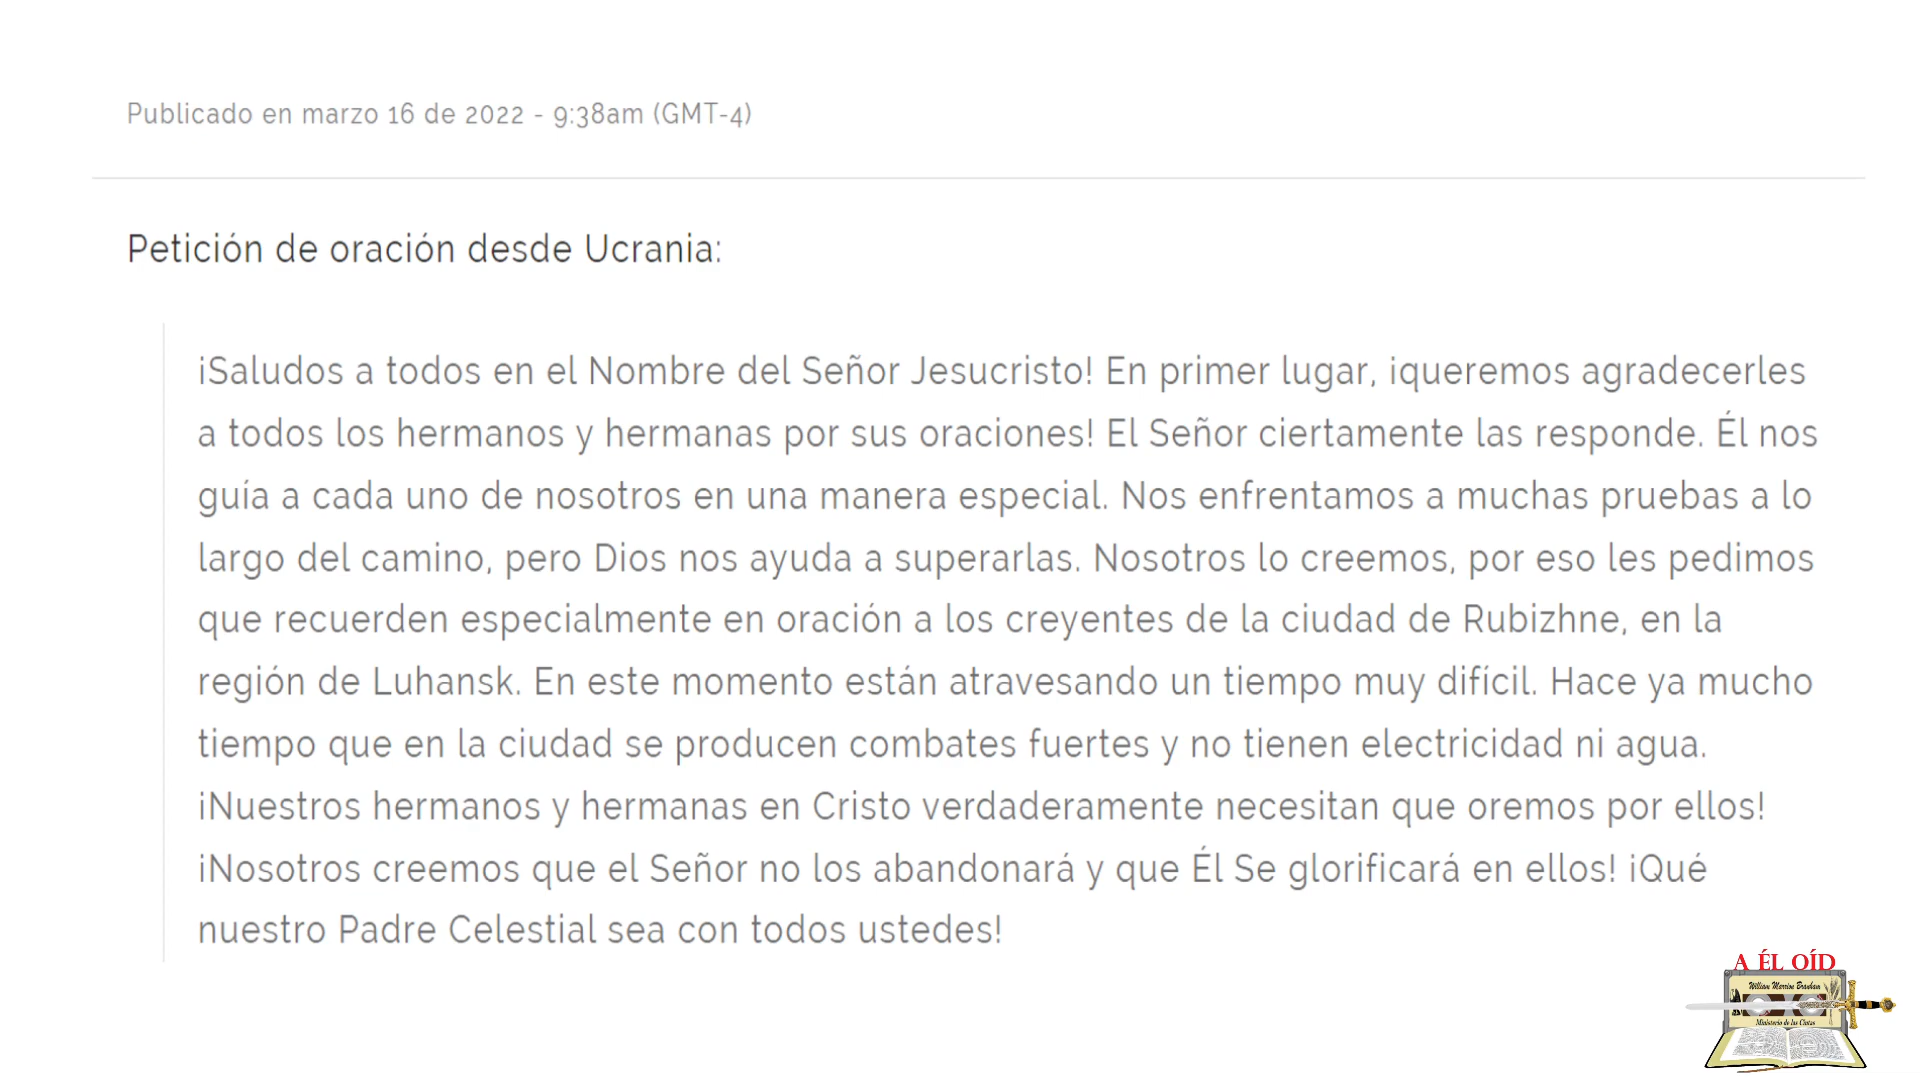 Publicado en marzo 16 de 2022 - 9:38am (GMT-4)
Petición de oración desde Ucrania:
¡Saludos a todos en el Nombre del Señor Jesucristo! En primer lugar, ¡queremos agradecerles
a todos los hermanos y hermanas por sus oraciones! El Señor ciertamente las responde. Él nos
guía a cada uno de nosotros en una manera especial. Nos enfrentamos a muchas pruebas a lo
largo del camino, pero Dios nos ayuda a superarlas. Nosotros lo creemos, por eso les pedimos
que recuerden especialmente en oración a los creyentes de la ciudad de Rubizhne, en la
región de Luhansk. En este momento están atravesando un tiempo muy difícil. Hace ya mucho
tiempo que en la ciudad se producen combates fuertes y no tienen electricidad ni agua.
¡Nuestros hermanos y hermanas en Cristo verdaderamente necesitan que oremos por ellos!
¡Nosotros creemos que el Señor no los abandonará y que Él Se glorificará en ellos! ¡Qué
nuestro Padre Celestial sea con todos ustedes!
A ÉL OÍD
William Marrion Branham
Ministerio de las Cintas